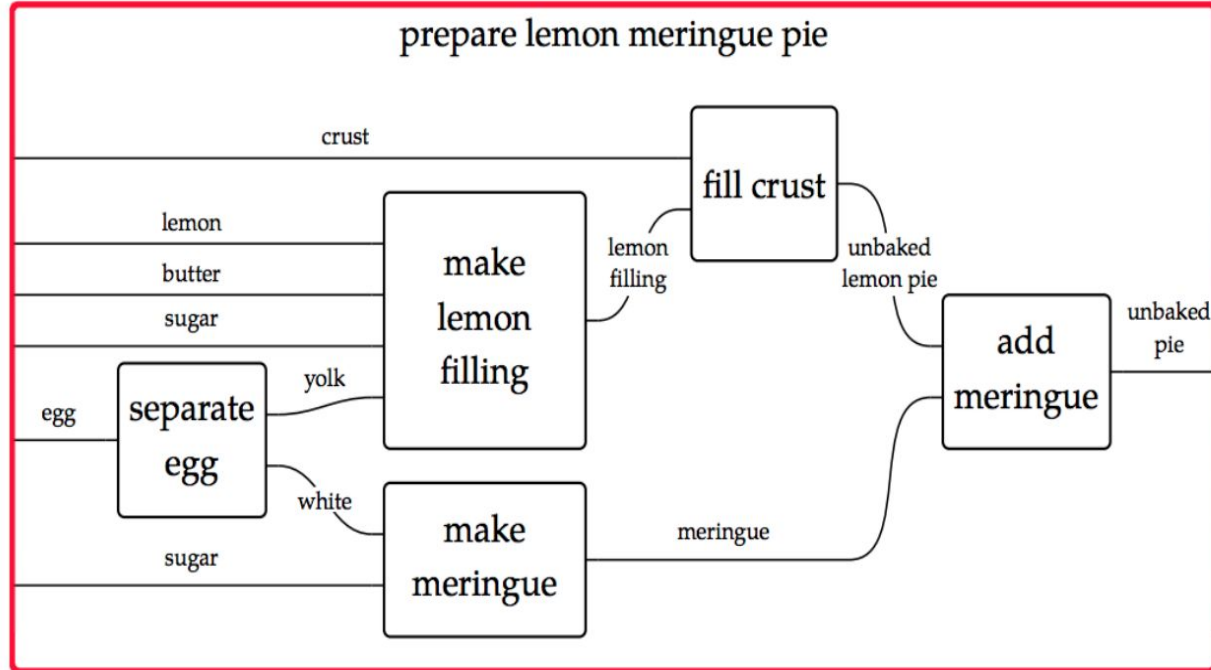 prepare lemon meringue pie
crust
fill crust
lemon
butter
sugar
make
lemon
filling
lemon
filling
unbaked
lemon pie
unbaked
pie
add
meringue
egg
separate
egg
yolk
white
sugar
make
meringue
meringue